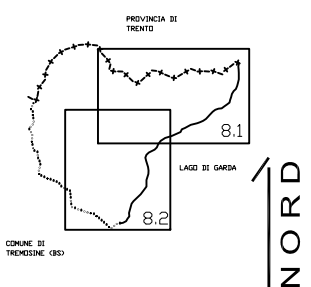 PROVINCIA DI
TRENTO
8.1
LAGO DI GARDA
8.2
COMUNE DI
TREMOSINE (BS)
NORD